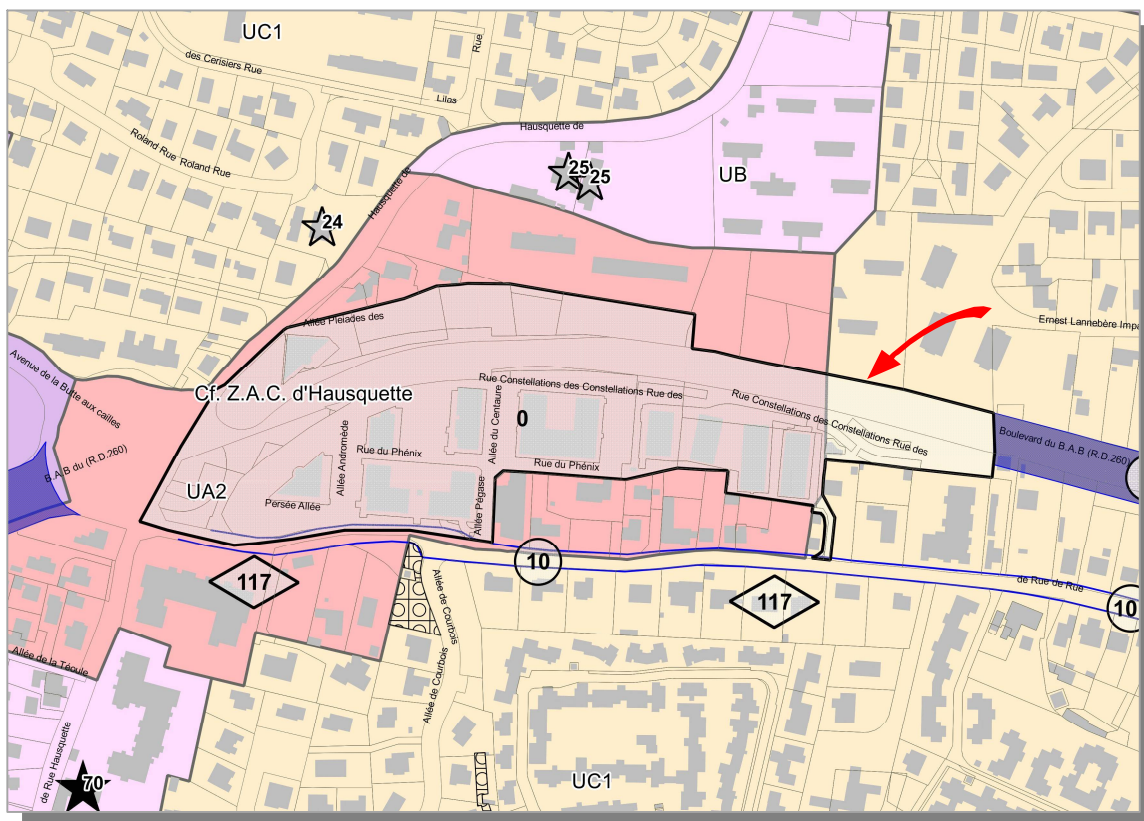 UC1
des Cerisiers Rue
Rue
Lilas
Roland Rue Roland Rue
Hausquette de
Hausquette de
25
25
UB
24
Ernest Lannebère Impa
Allée Pleiades des
Avenue de la Butte aux cailles
Cf. Z.A.C. d'Hausquette
Rue Constellations des Constellations Rue des
Rue Constellations des Constellations Rue des
Alée du Centaure
0
Boulevard du B.A.B (R.D.260)
B.A.B du (R.D.260)
Allée Andromède
Rue du Phénix
Rue du Phénix
UA2
Persée Allée
Allée Pégase
10
117
117
de Rue de Rue
10
Allée de Courbois
Allée de Courbois
Allée de la Téoule
de Rue Hausquette
70
UC1